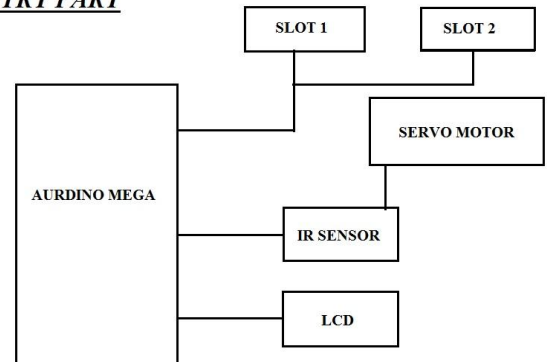 PART
SLOT 1
SLOT 2
SERVO MOTOR
AURDINO MEGA
IR SENSOR
LCD